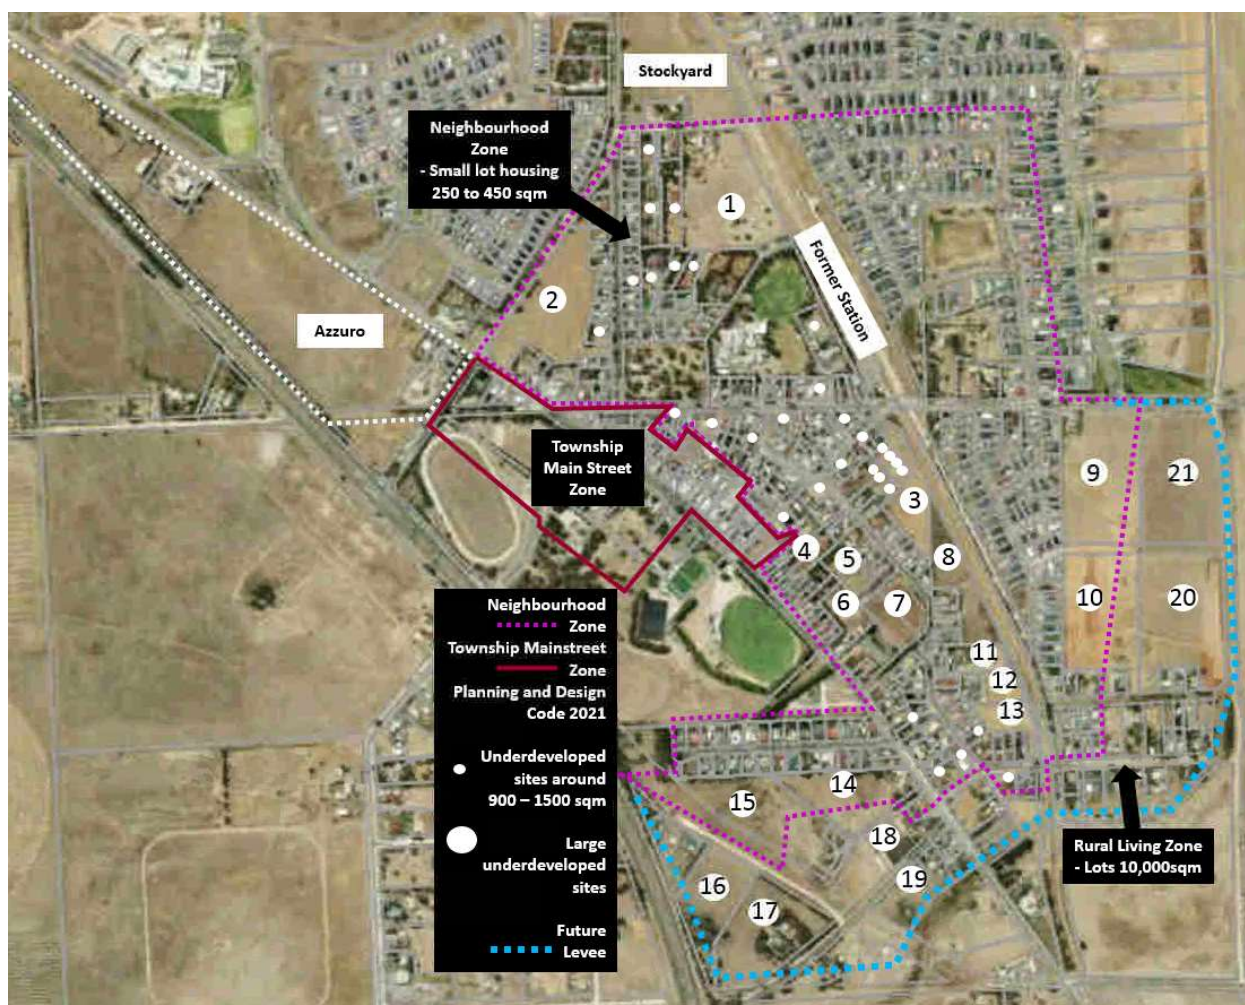 Stockyard
Neighbourhood
Zone
- Small lot housing
250 to 450 sqm
1
Former Station
2
Azzuro
Township
Main Street
Zone
9
21
3
4
5
8
6
7
10
20
11
12
13
Neighbourhood
Zone
Township Mainstreet
Zone
Planning and Design
Code 2021
Underdeveloped
sites around
900 – 1500 sqm
Large
underdeveloped
sites
Future
Levee
14
15
18
16
19
17
Rural Living Zone
- Lots 10,000sqm